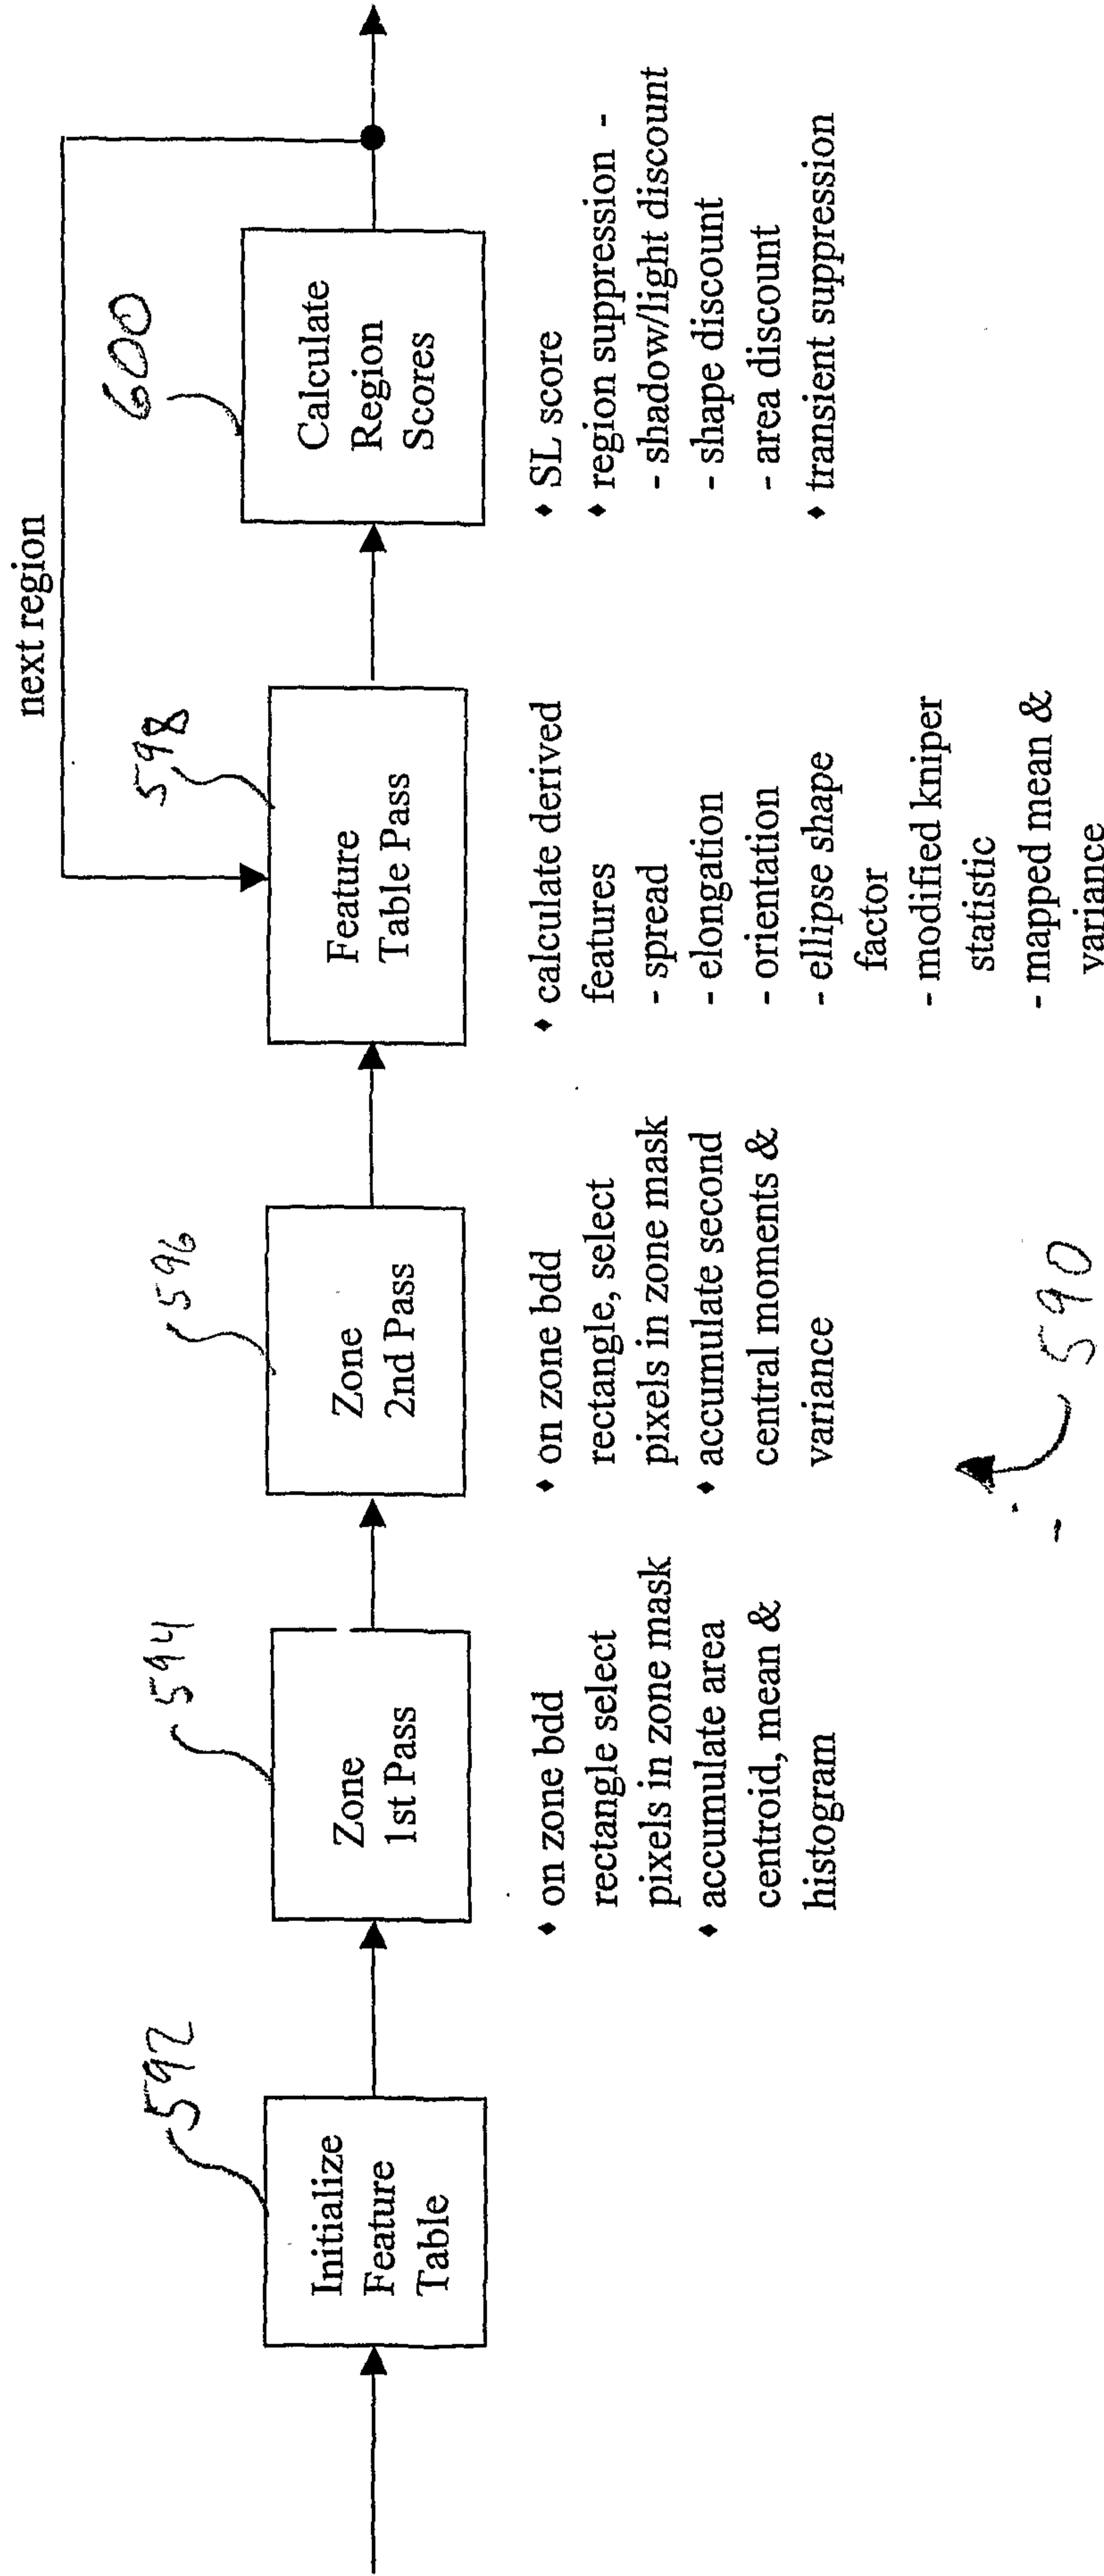 next region
592
Initialize
Feature
Table
594
Zone
1st Pass
♦ on zone bdd
rectangle select
pixels in zone mask
♦ accumulate area
centroid, mean &
histogram
596
Zone
2nd Pass
♦ on zone bdd
rectangle, select
pixels in zone mask
♦ accumulate second
central moments &
variance
598
Feature
Table Pass
♦ calculate derived
features
- spread
- elongation
- orientation
- ellipse shape
factor
- modified kniper
statistic
- mapped mean &
variance
600
Calculate
Region
Scores
♦ SL score
♦ region suppression -
- shadow/light discount
- shape discount
- area discount
♦ transient suppression
590